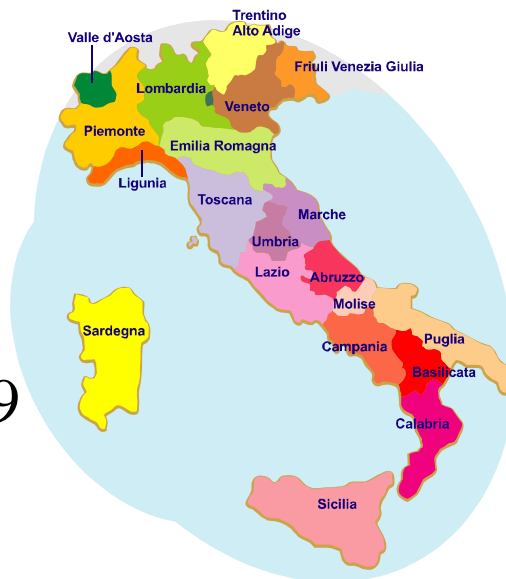 Trentino
Alto Adige
Valle d'Aosta
Friuli Venezia Giulia
Lombardia
Veneto
Piemonte
Emilia Romagna
Ligunia
Toscana
Marche
Umbria
Lazio
Abruzzo
Molise
Sardegna
Puglia
Campania
Basilicata
9
Calabria
Sicilia